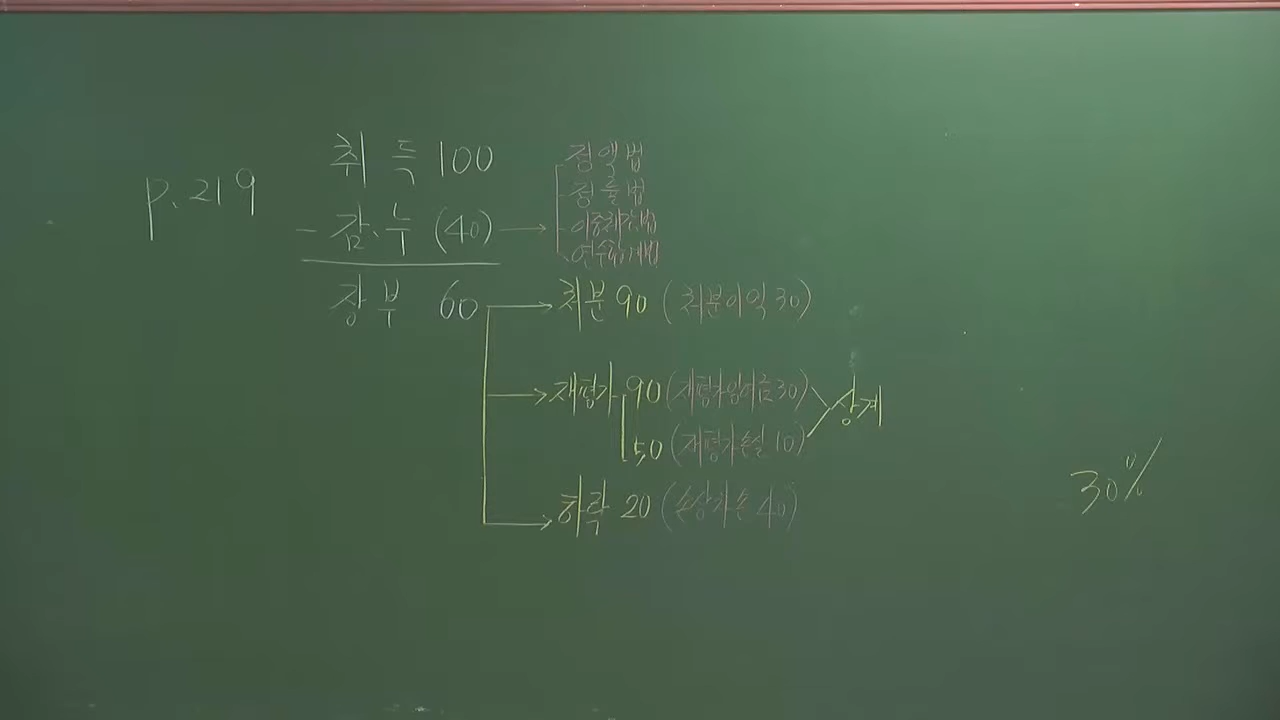 p.219
취득 100
- 감.누 (40) →
장부 60
정액법
정률법
이중체감법
연수합계법
처분 90 (처분이익 30)
재평가 90 (재평가잉여금 30)
50 (재평가손실 10)
상계
하락 20 (손상차손 40)
30%